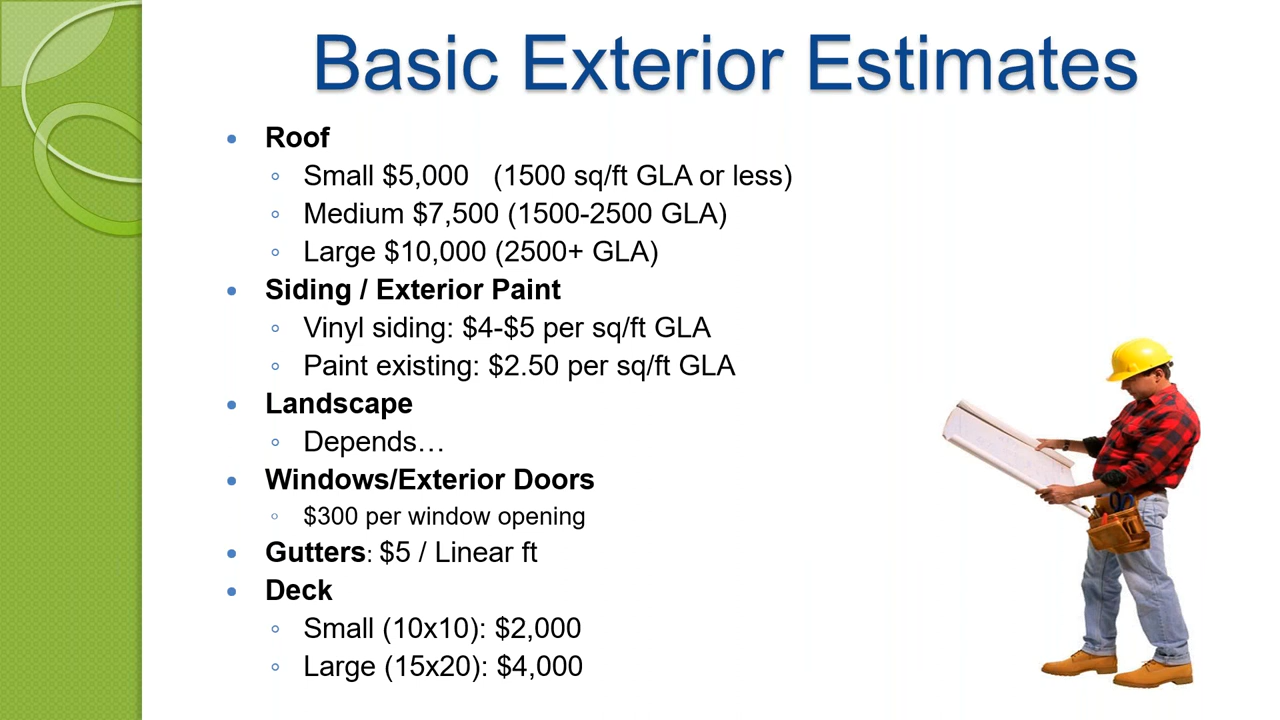 Basic Exterior Estimates
• Roof
◦ Small $5,000 (1500 sq/ft GLA or less)
◦ Medium $7,500 (1500-2500 GLA)
◦ Large $10,000 (2500+ GLA)
• Siding / Exterior Paint
◦ Vinyl siding: $4-$5 per sq/ft GLA
◦ Paint existing: $2.50 per sq/ft GLA
• Landscape
◦ Depends…
• Windows/Exterior Doors
◦ $300 per window opening
• Gutters: $5 / Linear ft
• Deck
◦ Small (10x10): $2,000
◦ Large (15x20): $4,000